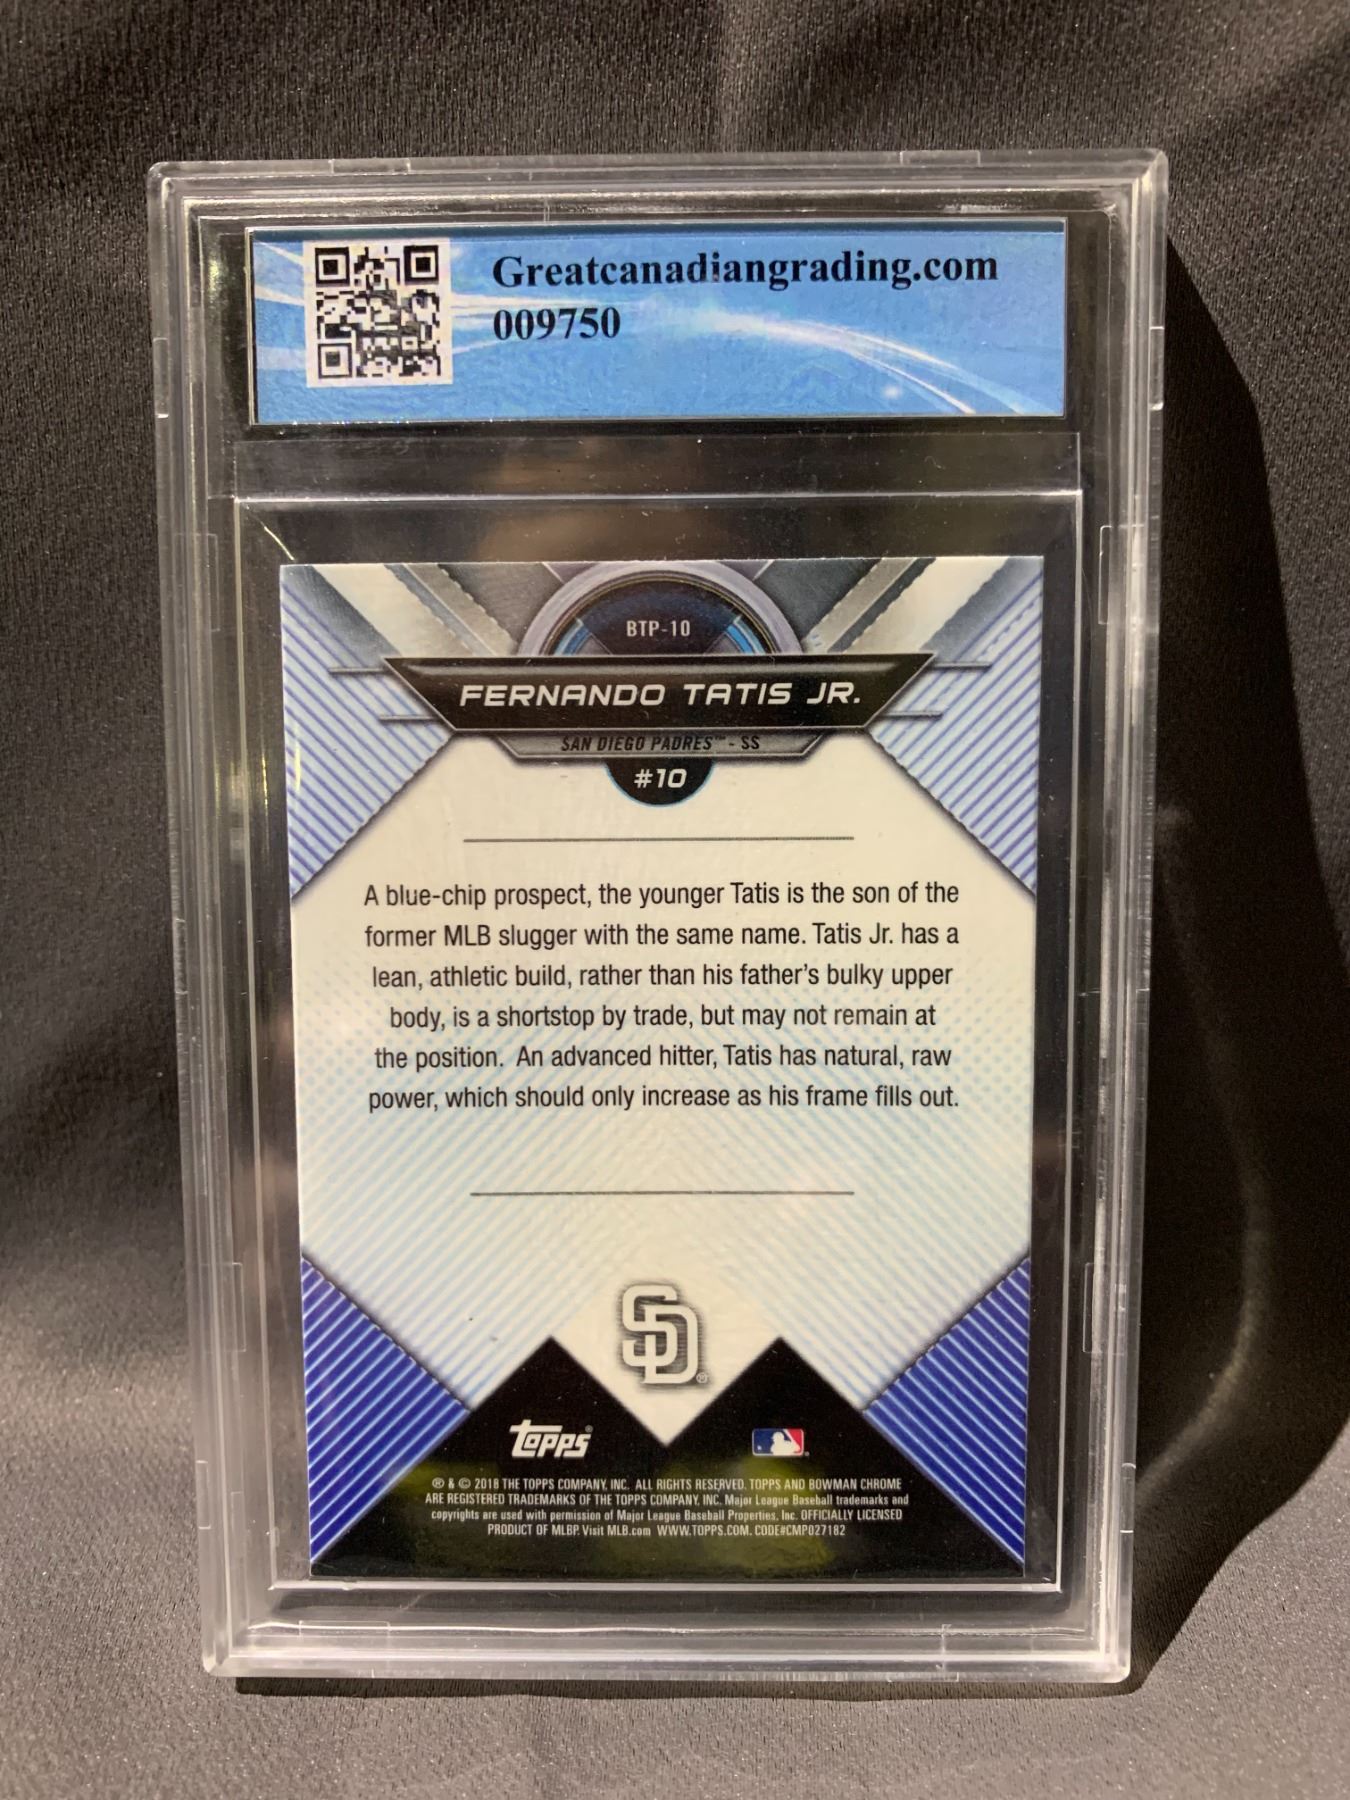 Greatcanadiangrading.com
009750
BTP-10
FERNANDO TATIS JR.
SAN DIEGO PADRES™ - SS
#10
A blue-chip prospect, the younger Tatis is the son of the
former MLB slugger with the same name. Tatis Jr. has a
lean, athletic build, rather than his father's bulky upper
body, is a shortstop by trade, but may not remain at
the position. An advanced hitter, Tatis has natural, raw
power, which should only increase as his frame fills out.
SD®
Topps®
® & © 2018 THE TOPPS COMPANY, INC. ALL RIGHTS RESERVED. TOPPS AND BOWMAN CHROME
ARE REGISTERED TRADEMARKS OF THE TOPPS COMPANY, INC. Major League Baseball trademarks and
copyrights are used with permission of Major League Baseball Properties, Inc. OFFICIALLY LICENSED
PRODUCT OF MLBP Visit MLB.com WWW.TOPPS.COM. CODE#CMP027182